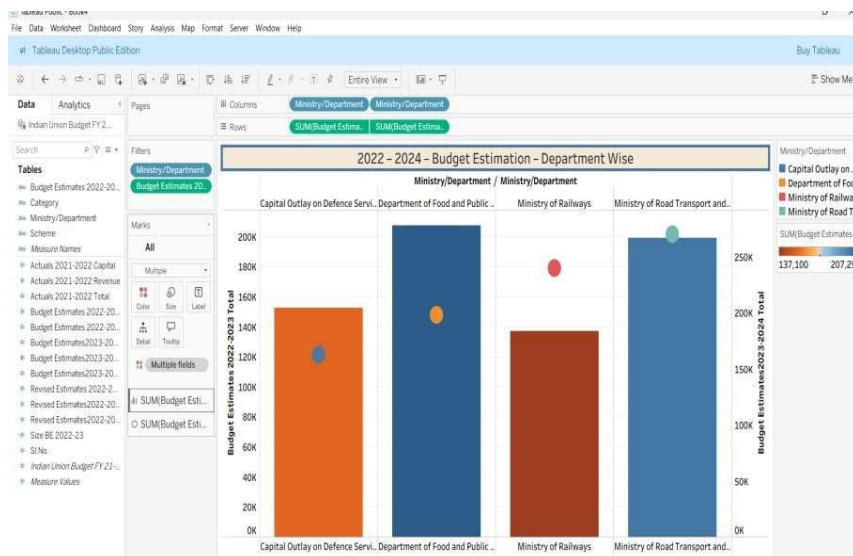 Tableau Public - Book4
File Data Worksheet Dashboard Story Analysis Map Format Server Window Help
Tableau Desktop Public Edition
Buy Tableau
Entire View
Show Me
Data Analytics
Pages
Columns
Ministry/Department Ministry/Department
Indian Union Budget FY 2...
Rows
SUM(Budget Estima.. SUM(Budget Estima..
Search
Filters
Tables
Ministry/Department
Budget Estimates 20..
Budget Estimates 2022-20...
Category
Ministry/Department
Scheme
Measure Names
Actuals 2021-2022 Capital
Actuals 2021-2022 Revenue
Actuals 2021-2022 Total
Budget Estimates 2022-20...
Budget Estimates 2022-20...
Budget Estimates 2022-20...
Budget Estimates2023-20...
Budget Estimates2023-20...
Budget Estimates2023-20...
Revised Estimates 2022-2...
Revised Estimates2022-20...
Revised Estimates2022-20...
Size BE 2022-23
Sl.No.
Indian Union Budget FY 21-...
Measure Values
Marks
All
Multiple
Color Size Label
Detail Tooltip
Multiple fields
SUM(Budget Esti...
SUM(Budget Esti...
2022 – 2024 – Budget Estimation – Department Wise
Ministry/Department / Ministry/Department
Capital Outlay on Defence Servi.. Department of Food and Public .. Ministry of Railways Ministry of Road Transport and..
Budget Estimates 2022-2023 Total
200K
180K
160K
140K
120K
100K
80K
60K
40K
20K
0K
250K
200K
150K
100K
50K
0K
Budget Estimates2023-2024 Total
Capital Outlay on Defence Servi.. Department of Food and Public .. Ministry of Railways Ministry of Road Transport and..
Ministry/Department
Capital Outlay on ..
Department of Foo
Ministry of Railway
Ministry of Road T
SUM(Budget Estimates
137,100 207,29